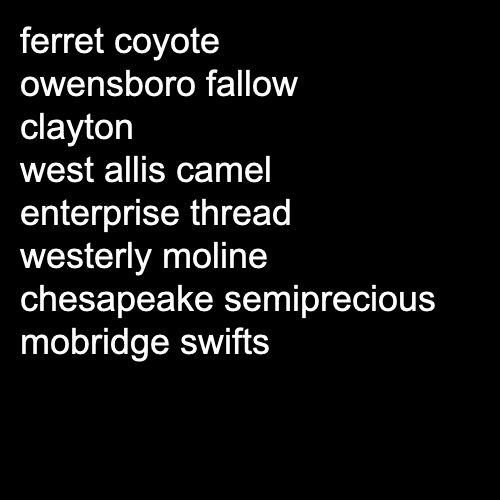 ferret coyote
owensboro fallow
clayton
west allis camel
enterprise thread
westerly moline
chesapeake semiprecious
mobridge swifts